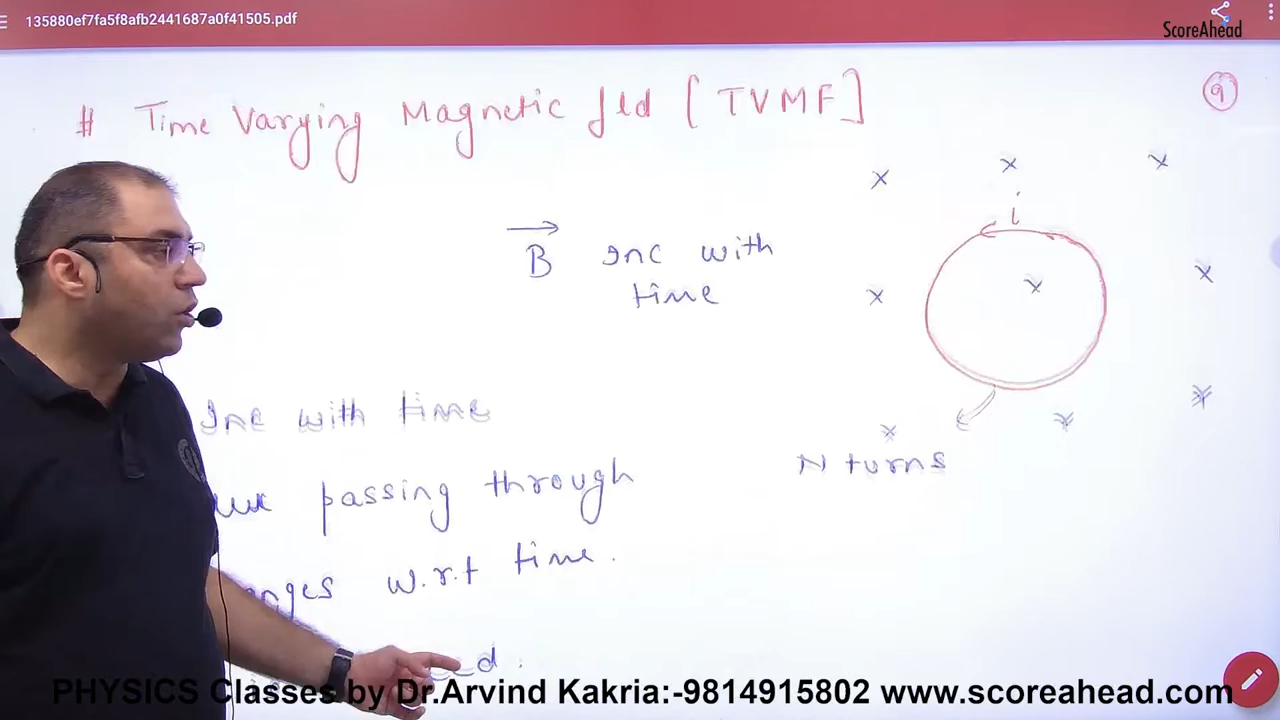 135880ef7fa5f8afb2441687a0f41505.pdf
ScoreAhead
# Time Varying Magnetic fld [TVMF]
9
B Inc with
time
i
Inc with time
N turns
passing through
w.r.t time.
PHYSICS Classes by Dr.Arvind Kakria:-9814915802 www.scoreahead.com